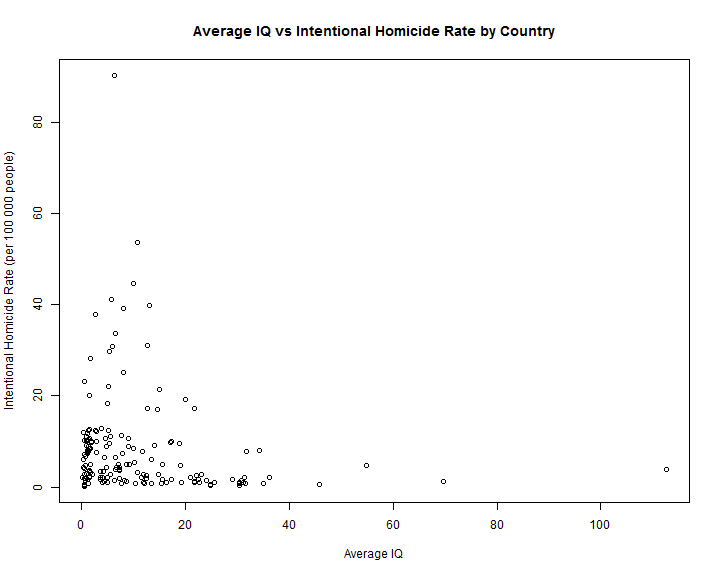 Average IQ vs Intentional Homicide Rate by Country
Intentional Homicide Rate (per 100 000 people)
80
60
40
20
0
0 20 40 60 80 100
Average IQ